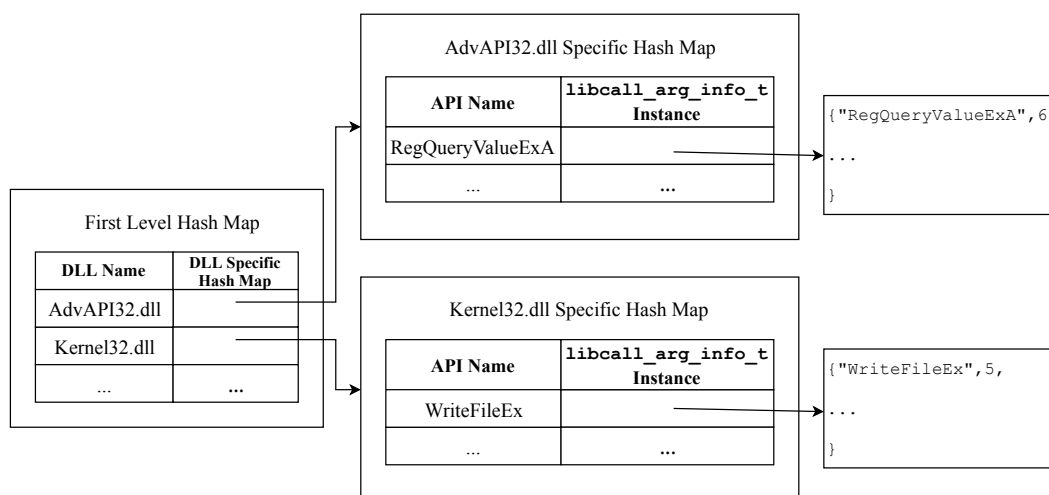 AdvAPI32.dll Specific Hash Map
API Name
libcall_arg_info_t
Instance
RegQueryValueExA
...
...
{"RegQueryValueExA",6
...
}
First Level Hash Map
DLL Name
DLL Specific
Hash Map
AdvAPI32.dll
Kernel32.dll
...
...
Kernel32.dll Specific Hash Map
API Name
libcall_arg_info_t
Instance
WriteFileEx
...
...
{"WriteFileEx",5,
...
}